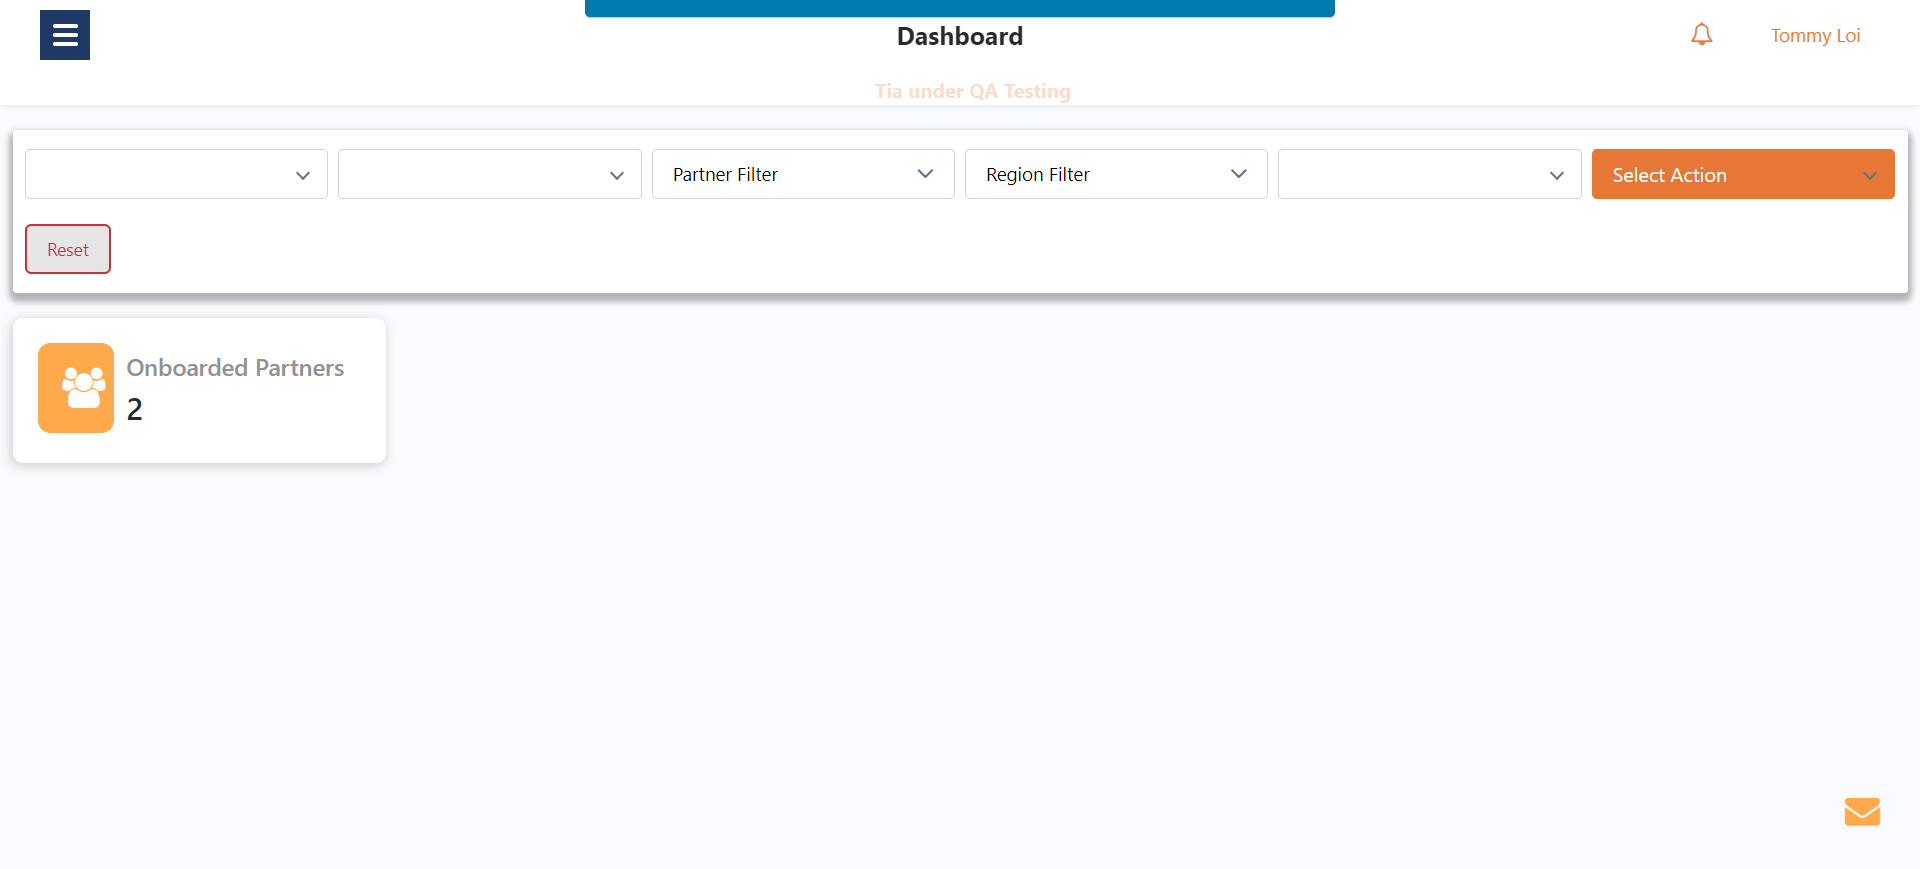 Dashboard
Tommy Loi
Tia under QA Testing
Partner Filter
Region Filter
Select Action
Reset
Onboarded Partners
2